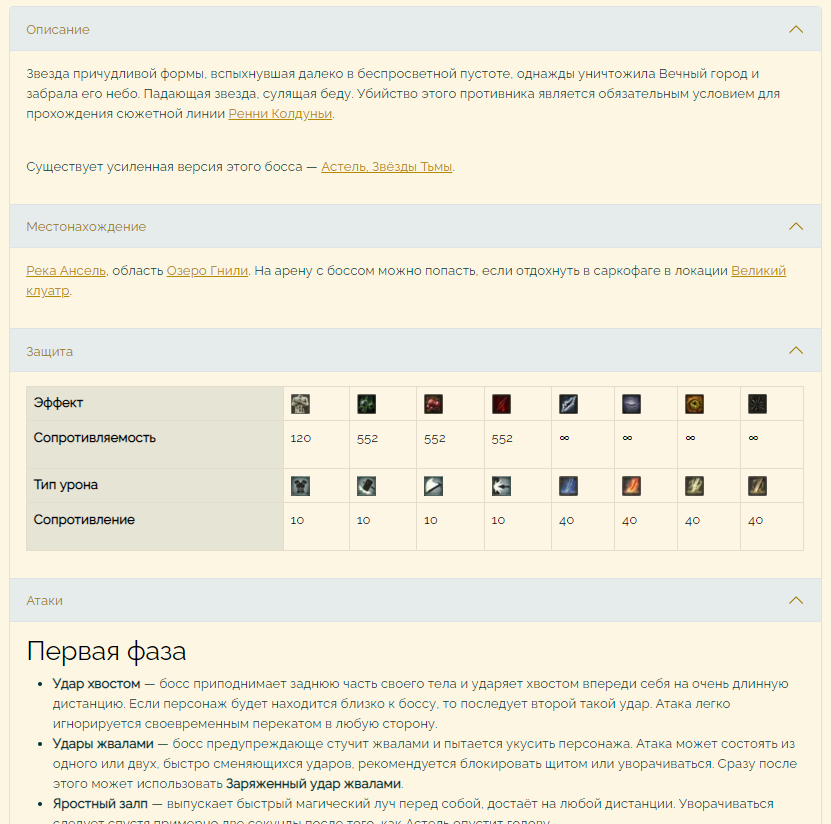 Описание
Звезда причудливой формы, вспыхнувшая далеко в беспросветной пустоте, однажды уничтожила Вечный город и
забрала его небо. Падающая звезда, сулящая беду. Убийство этого противника является обязательным условием для
прохождения сюжетной линии Ренни Колдуньи.
Существует усиленная версия этого босса — Астель, Звёзды Тьмы.
Местонахождение
Река Ансель, область Озеро Гнили. На арену с боссом можно попасть, если отдохнуть в саркофаге в локации Великий
клуатр.
Защита
Эффект
Сопротивляемость 120 552 552 552 ∞ ∞ ∞ ∞
Тип урона
Сопротивление 10 10 10 10 40 40 40 40
Атаки
Первая фаза
• Удар хвостом — босс приподнимает заднюю часть своего тела и ударяет хвостом впереди себя на очень длинную
дистанцию. Если персонаж будет находится близко к боссу, то последует второй такой удар. Атака легко
игнорируется своевременным перекатом в любую сторону.
• Удары жвалами — босс предупреждающе стучит жвалами и пытается укусить персонажа. Атака может состоять из
одного или двух, быстро сменяющихся ударов, рекомендуется блокировать щитом или уворачиваться. Сразу после
этого может использовать Заряженный удар жвалами.
• Яростный залп — выпускает быстрый магический луч перед собой, достаёт на любой дистанции. Уворачиваться
следует спустя примерно две секунды после того, как Астель опустит голову.